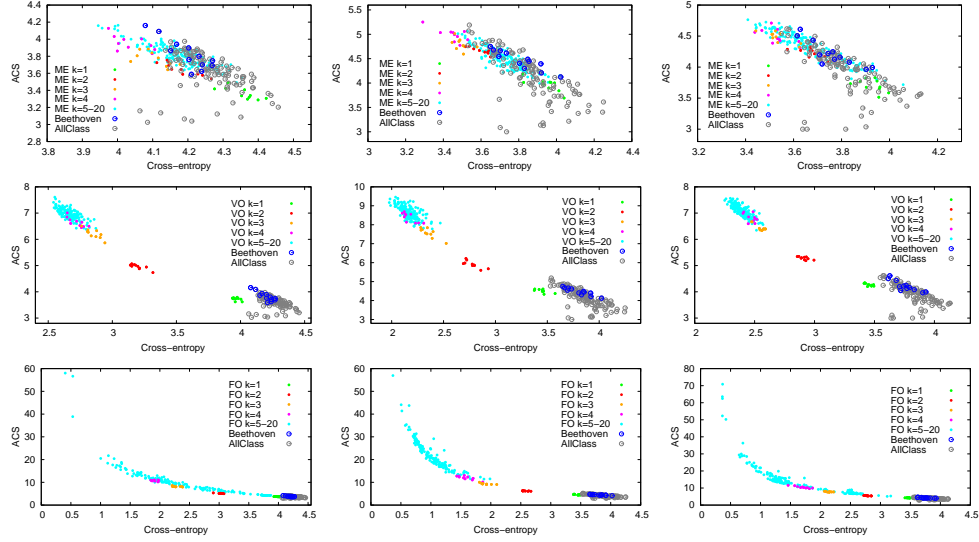 4.4
4.2
4
3.8
3.6
3.4
3.2
3
2.8
ACS
ME k=1
ME k=2
ME k=3
ME k=4
ME k=5−20
Beethoven
AllClass
3.8 3.9 4 4.1 4.2 4.3 4.4 4.5 4.55
Cross−entropy
5.5
5
4.5
4
3.5
3
ACS
ME k=1
ME k=2
ME k=3
ME k=4
ME k=5−20
Beethoven
AllClass
3 3.2 3.4 3.6 3.8 4 4.2 4.4
Cross−entropy
5
4.5
4
3.5
3
ACS
ME k=1
ME k=2
ME k=3
ME k=4
ME k=5−20
Beethoven
AllClass
3.2 3.4 3.6 3.8 4 4.2
Cross−entropy
8
7
6
5
4
3
ACS
VO k=1
VO k=2
VO k=3
VO k=4
VO k=5−20
Beethoven
AllClass
2.5 3 3.5 4 4.5
Cross−entropy
10
9
8
7
6
5
4
3
ACS
VO k=1
VO k=2
VO k=3
VO k=4
VO k=5−20
Beethoven
AllClass
2 2.5 3 3.5 4 4.5
Cross−entropy
8
7
6
5
4
3
ACS
VO k=1
VO k=2
VO k=3
VO k=4
VO k=5−20
Beethoven
AllClass
2 2.5 3 3.5 4
Cross−entropy
60
50
40
30
20
10
0
ACS
FO k=1
FO k=2
FO k=3
FO k=4
FO k=5−20
Beethoven
AllClass
0 0.5 1 1.5 2 2.5 3 3.5 4 4.5
Cross−entropy
60
50
40
30
20
10
0
ACS
FO k=1
FO k=2
FO k=3
FO k=4
FO k=5−20
Beethoven
AllClass
0 0.5 1 1.5 2 2.5 3 3.5 4 4.5
Cross−entropy
80
70
60
50
40
30
20
10
0
ACS
FO k=1
FO k=2
FO k=3
FO k=4
FO k=5−20
Beethoven
AllClass
0 0.5 1 1.5 2 2.5 3 3.5 4 4.5
Cross−entropy